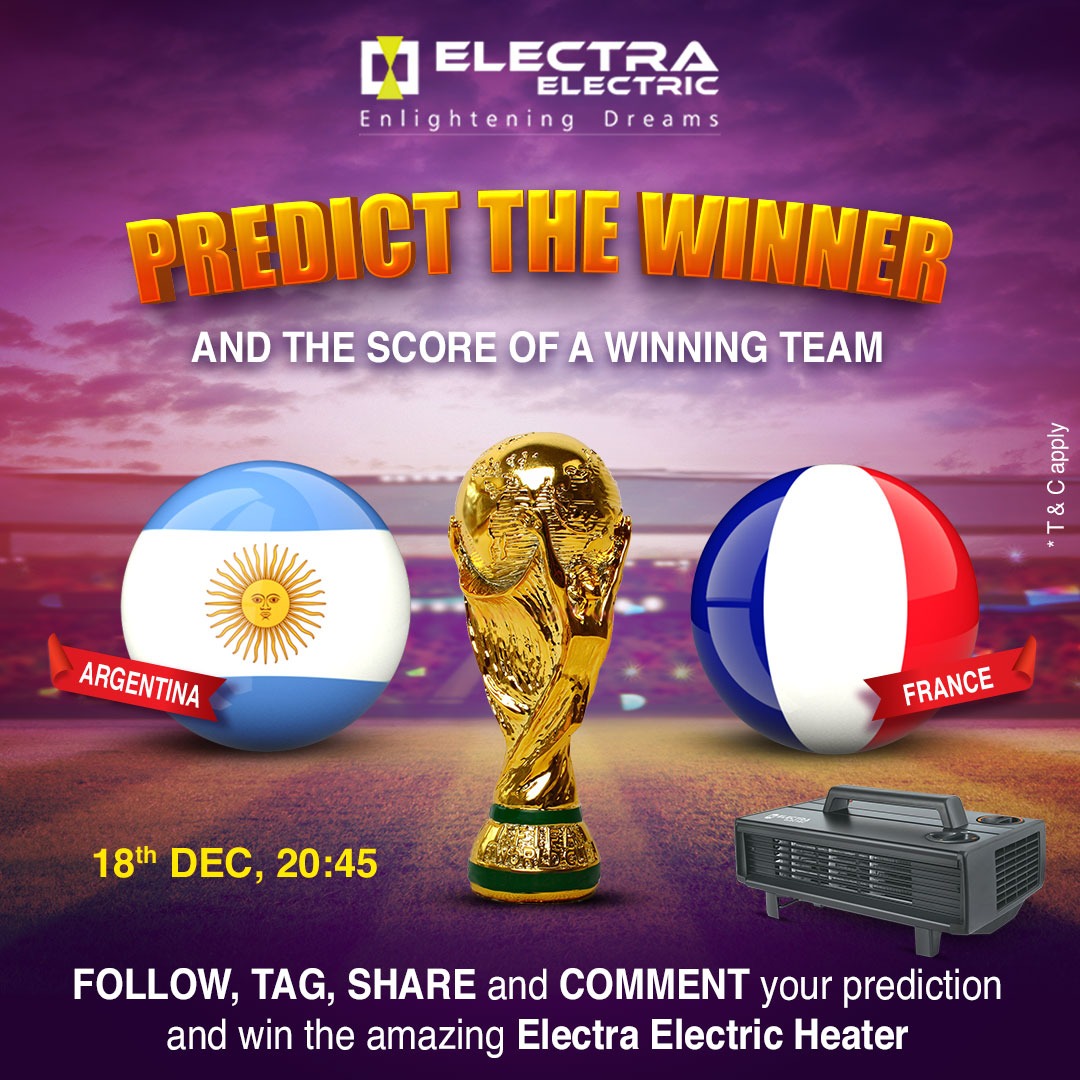 ELECTRA
ELECTRIC
Enlightening Dreams
PREDICT THE WINNER
AND THE SCORE OF A WINNING TEAM
* T & C apply
ARGENTINA
FRANCE
ELECTRA
18th DEC, 20:45
FOLLOW, TAG, SHARE and COMMENT your prediction
and win the amazing Electra Electric Heater